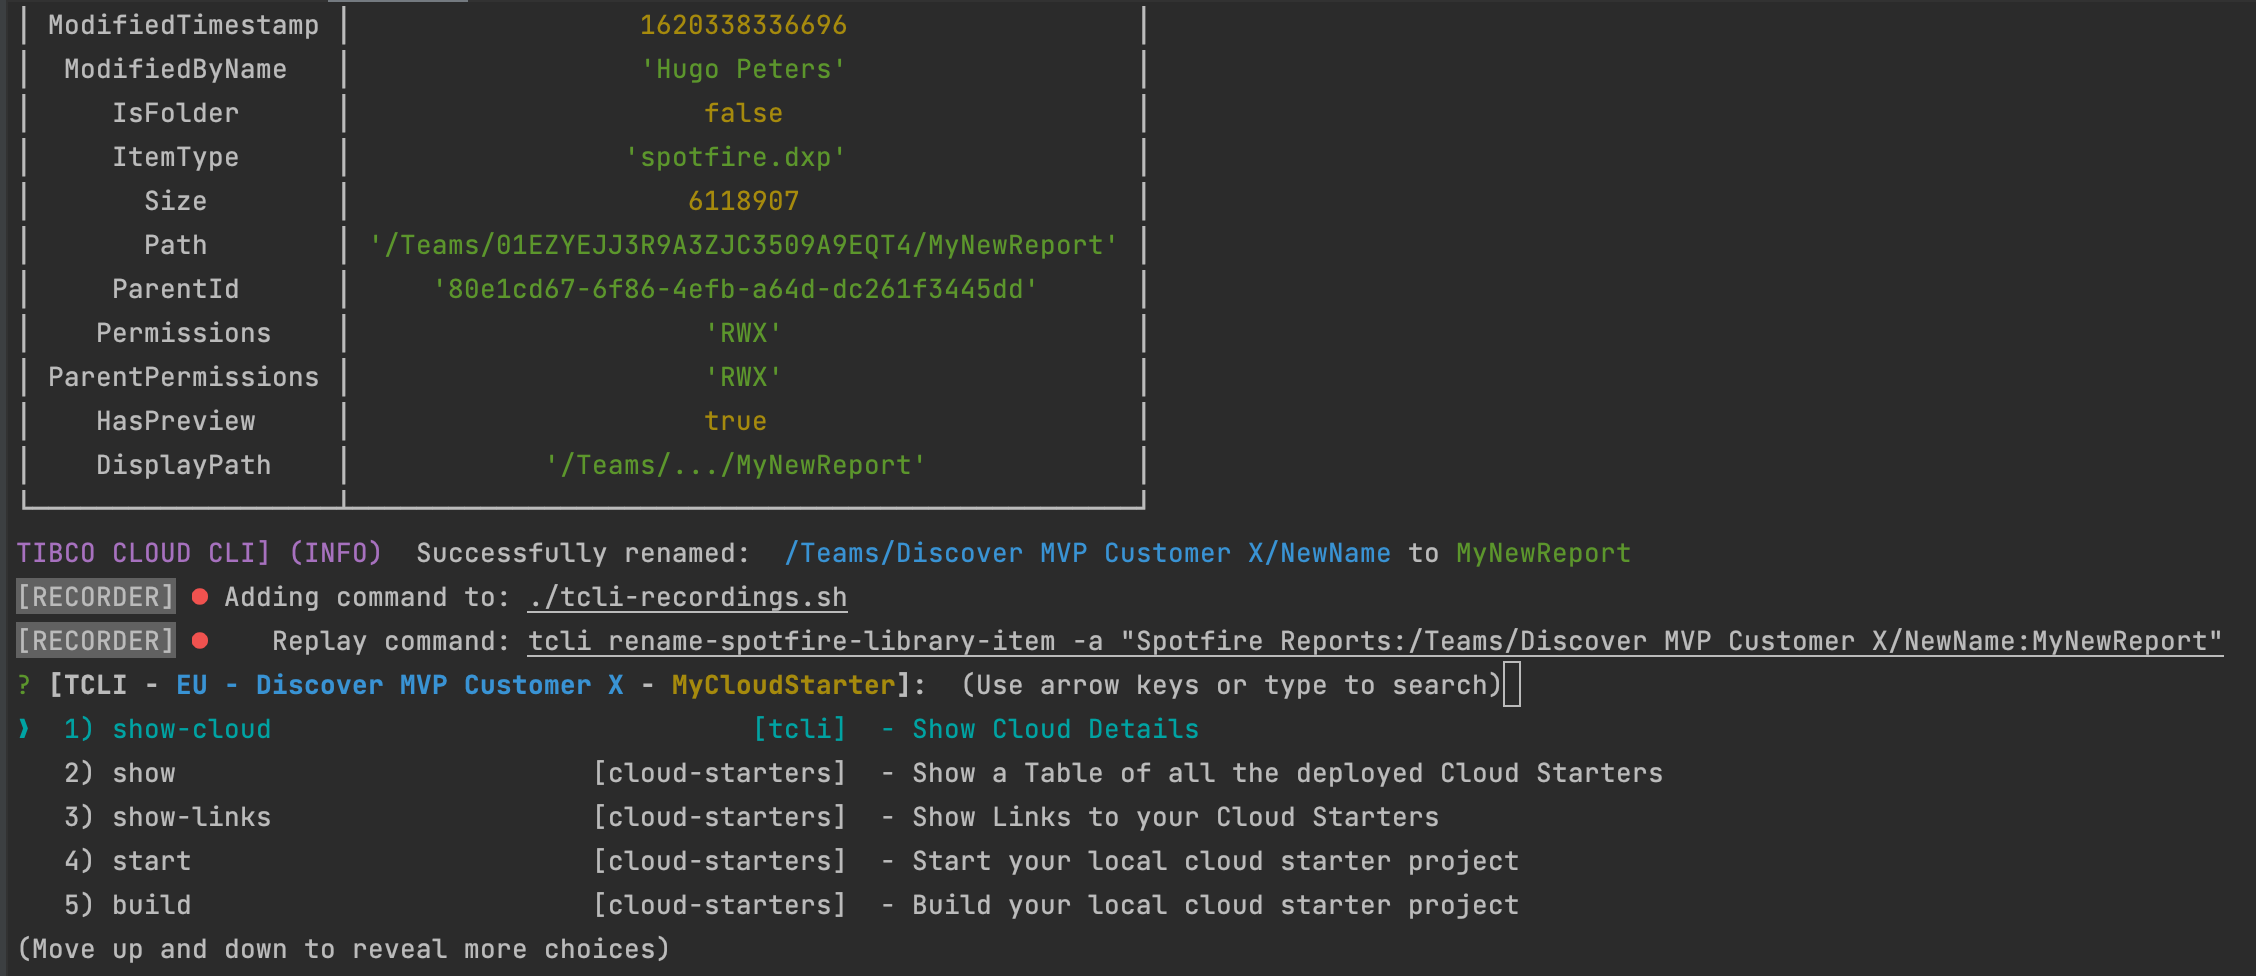 ModifiedTimestamp 1620338336696
ModifiedByName 'Hugo Peters'
IsFolder false
ItemType 'spotfire.dxp'
Size 6118907
Path '/Teams/01EZYEJJ3R9A3ZJC3509A9EQT4/MyNewReport'
ParentId '80e1cd67-6f86-4efb-a64d-dc261f3445dd'
Permissions 'RWX'
ParentPermissions 'RWX'
HasPreview true
DisplayPath '/Teams/.../MyNewReport'
TIBCO CLOUD CLI] (INFO) Successfully renamed: /Teams/Discover MVP Customer X/NewName to MyNewReport
[RECORDER] ● Adding command to: ./tcli-recordings.sh
[RECORDER] ● Replay command: tcli rename-spotfire-library-item -a "Spotfire Reports:/Teams/Discover MVP Customer X/NewName:MyNewReport"
? [TCLI - EU - Discover MVP Customer X - MyCloudStarter]: (Use arrow keys or type to search)
❯ 1) show-cloud [tcli] - Show Cloud Details
2) show [cloud-starters] - Show a Table of all the deployed Cloud Starters
3) show-links [cloud-starters] - Show Links to your Cloud Starters
4) start [cloud-starters] - Start your local cloud starter project
5) build [cloud-starters] - Build your local cloud starter project
(Move up and down to reveal more choices)